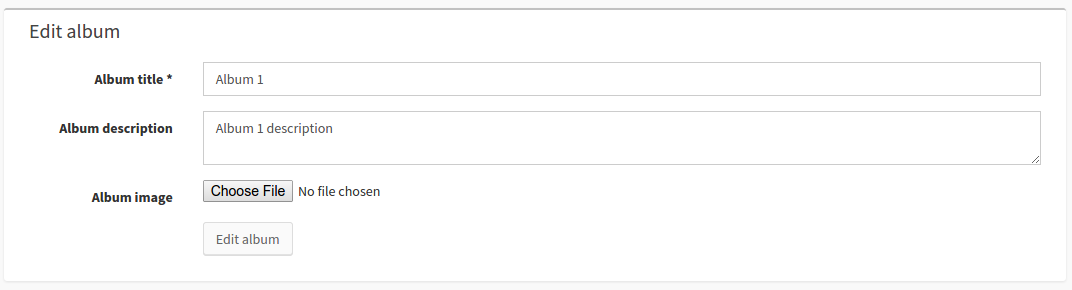 Edit album
Album title * Album 1
Album description Album 1 description
Album image Choose File No file chosen
Edit album